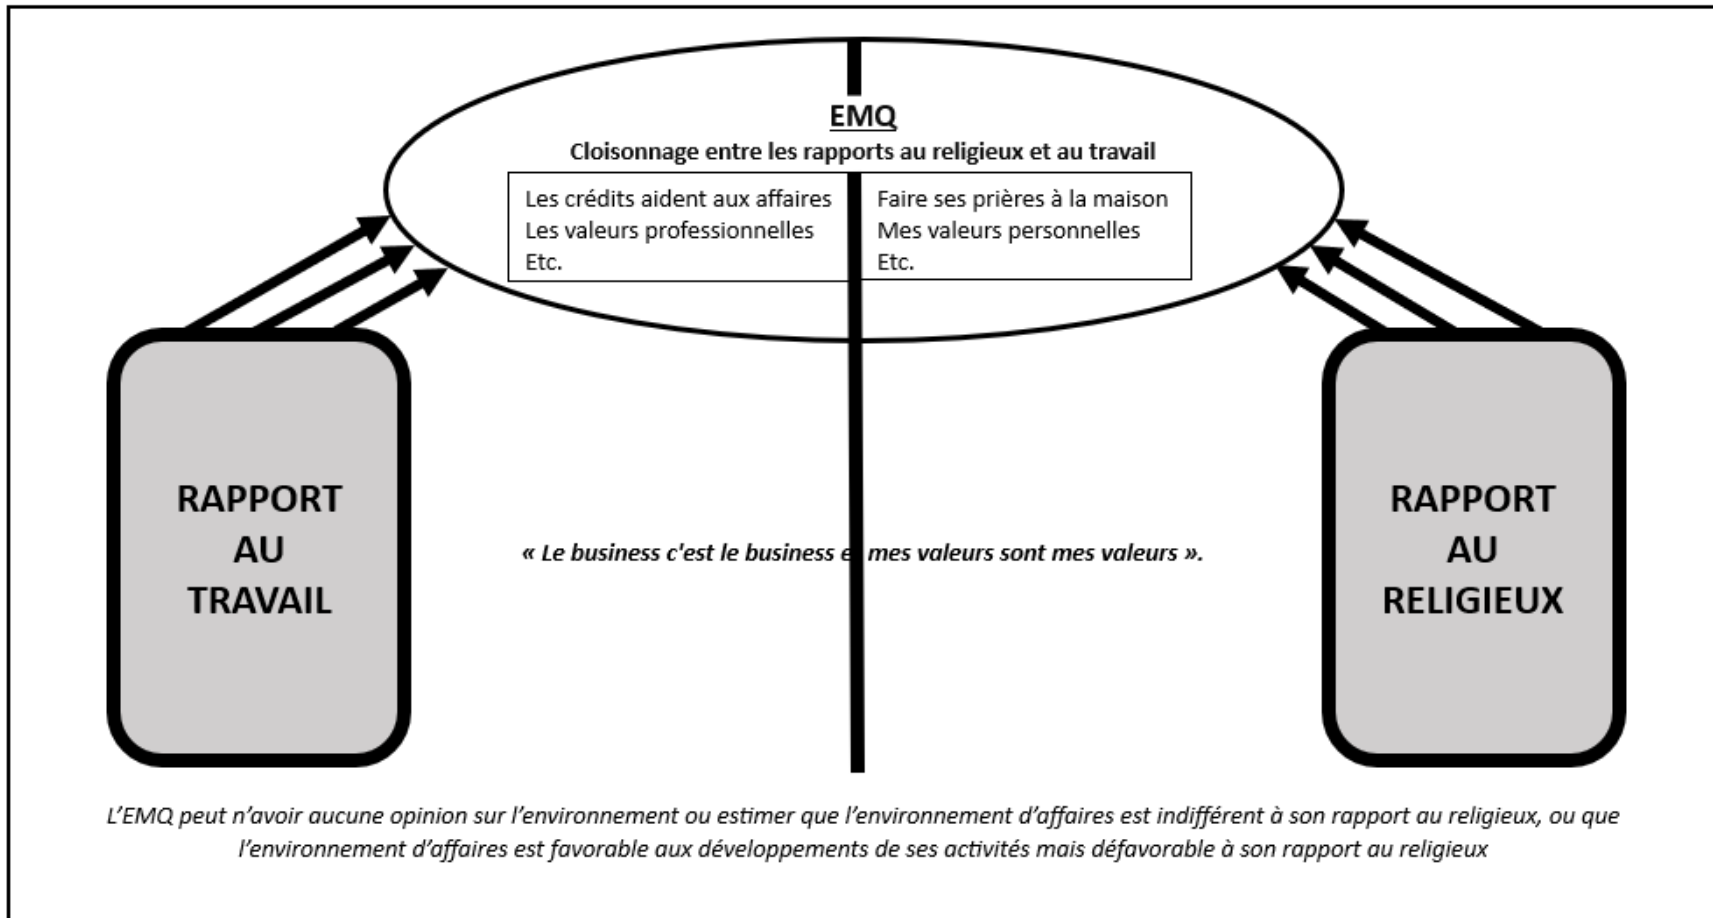 EMQ
Cloisonnage entre les rapports au religieux et au travail
Les crédits aident aux affaires
Les valeurs professionnelles
Etc.
Faire ses prières à la maison
Mes valeurs personnelles
Etc.
RAPPORT
AU
TRAVAIL
« Le business c'est le business et mes valeurs sont mes valeurs ».
RAPPORT
AU
RELIGIEUX
L’EMQ peut n’avoir aucune opinion sur l’environnement ou estimer que l’environnement d’affaires est indifférent à son rapport au religieux, ou que
l’environnement d’affaires est favorable aux développements de ses activités mais défavorable à son rapport au religieux